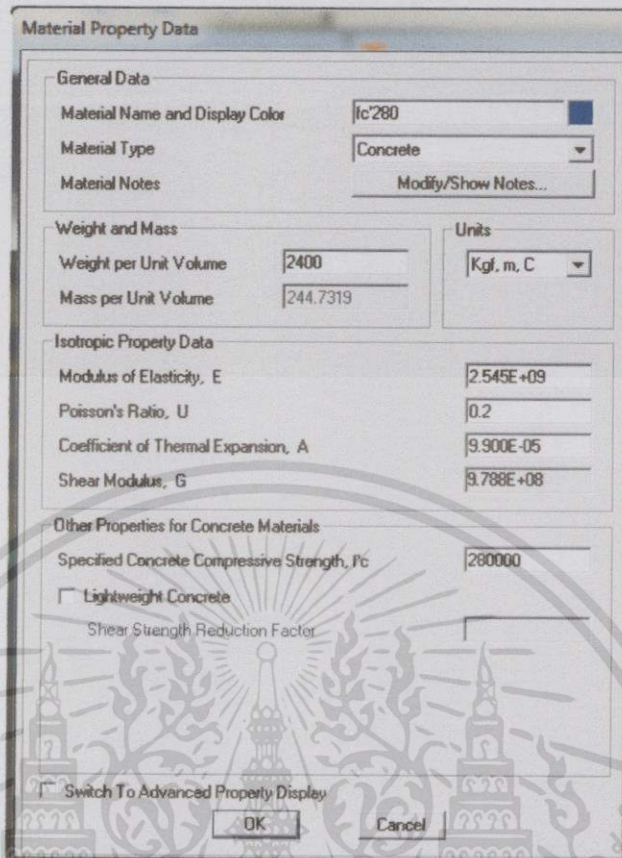 Material Property Data
General Data
Material Name and Display Color fc'280
Material Type Concrete
Material Notes Modify/Show Notes...
Weight and Mass
Weight per Unit Volume 2400
Mass per Unit Volume 244.7319
Units
Kgf, m, C
Isotropic Property Data
Modulus of Elasticity, E 2.545E+09
Poisson's Ratio, U 0.2
Coefficient of Thermal Expansion, A 9.900E-05
Shear Modulus, G 9.788E+08
Other Properties for Concrete Materials
Specified Concrete Compressive Strength, f'c 280000
Lightweight Concrete
Shear Strength Reduction Factor
Switch To Advanced Property Display
OK Cancel